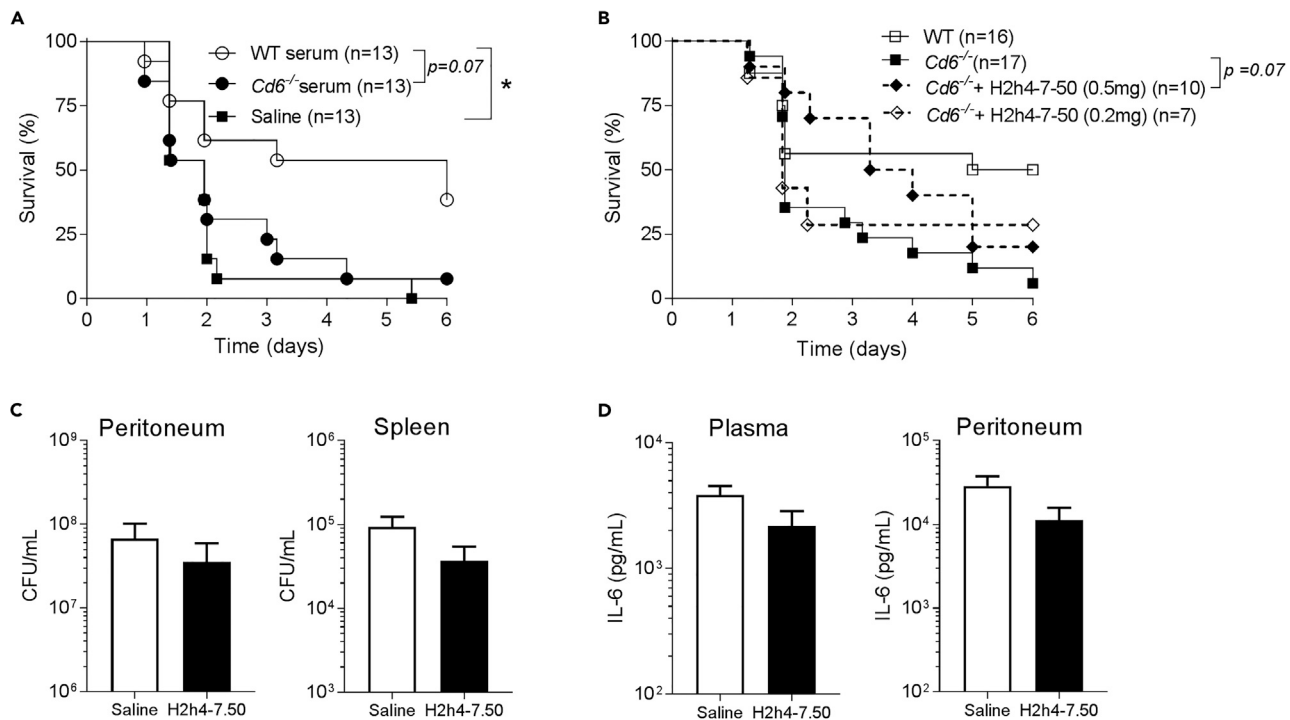 A
100
75
50
25
0
Survival (%)
0 1 2 3 4 5 6
Time (days)
WT serum (n=13)
Cd6-/- serum (n=13)
Saline (n=13)
p=0.07
*
B
100
75
50
25
0
Survival (%)
0 1 2 3 4 5 6
Time (days)
WT (n=16)
Cd6-/- (n=17)
Cd6-/- + H2h4-7-50 (0.5mg) (n=10)
Cd6-/- + H2h4-7-50 (0.2mg) (n=7)
p =0.07
C
Peritoneum
10⁹
10⁸
10⁷
10⁶
CFU/mL
Saline H2h4-7.50
Spleen
10⁶
10⁵
10⁴
10³
CFU/mL
Saline H2h4-7.50
D
Plasma
10⁴
10³
10²
IL-6 (pg/mL)
Saline H2h4-7.50
Peritoneum
10⁵
10⁴
10³
10²
IL-6 (pg/mL)
Saline H2h4-7.50